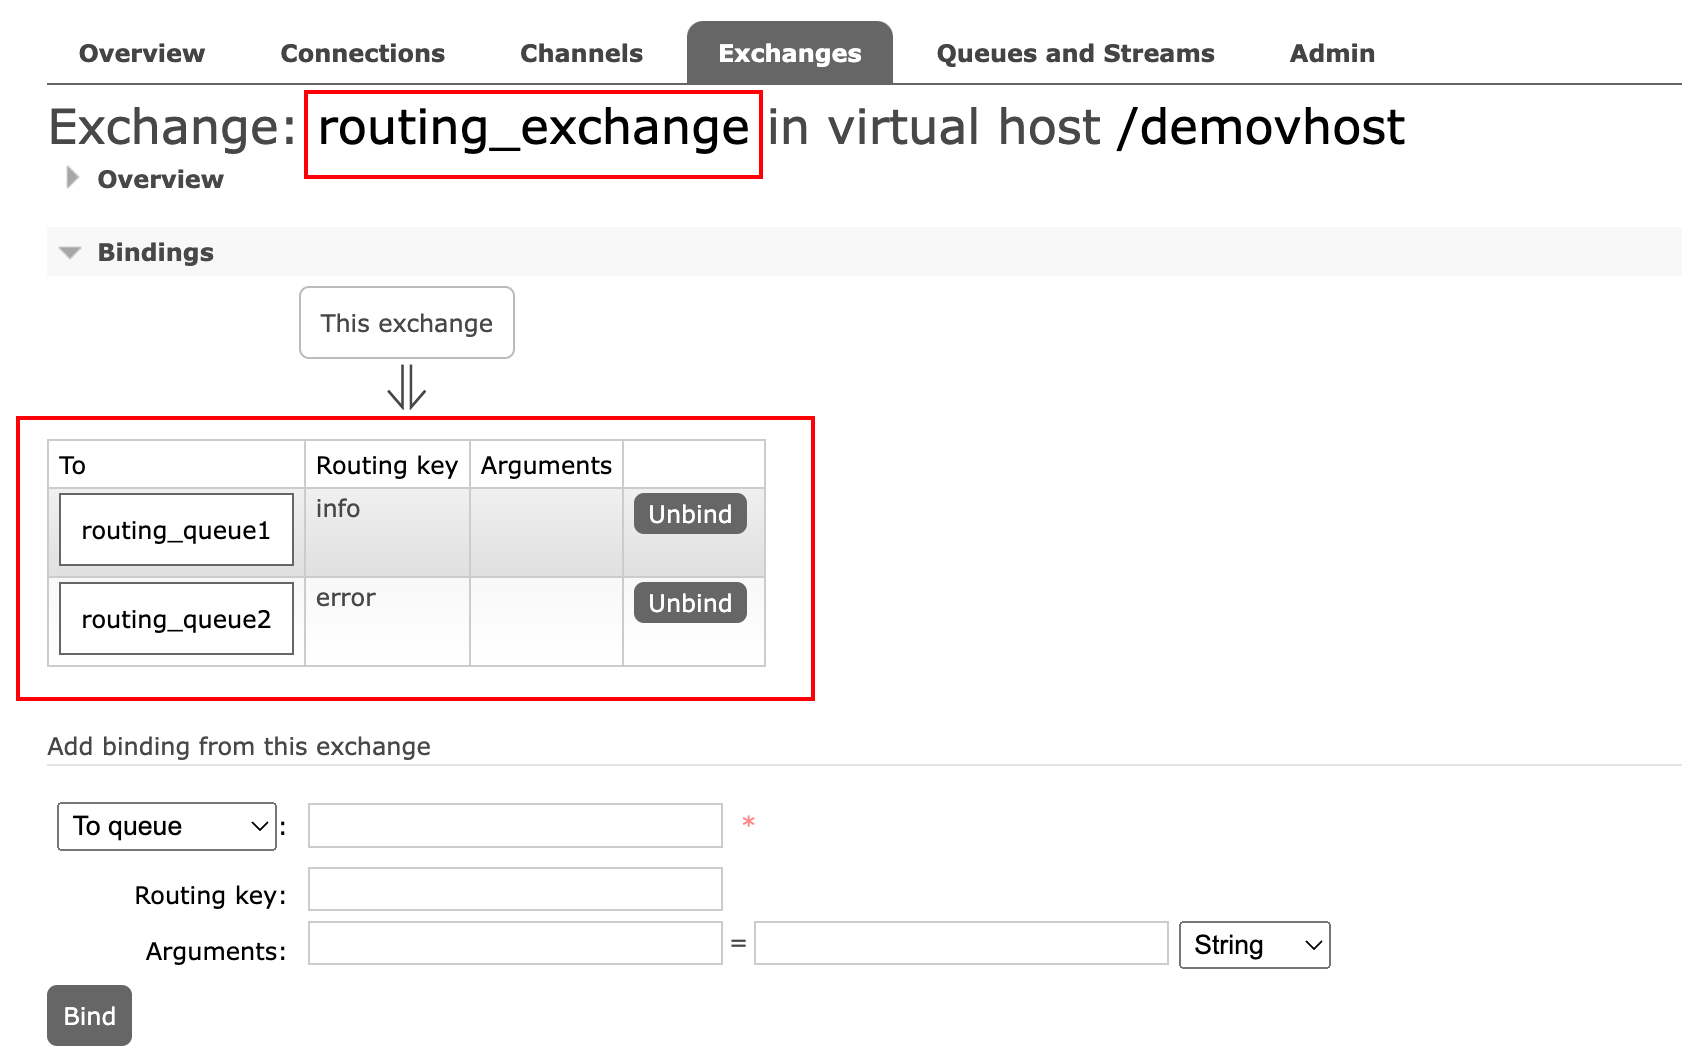 Overview Connections Channels Exchanges Queues and Streams Admin
Exchange: routing_exchange in virtual host /demovhost
Overview
Bindings
This exchange
To Routing key Arguments
routing_queue1 info Unbind
routing_queue2 error Unbind
Add binding from this exchange
To queue : *
Routing key:
Arguments: = String
Bind